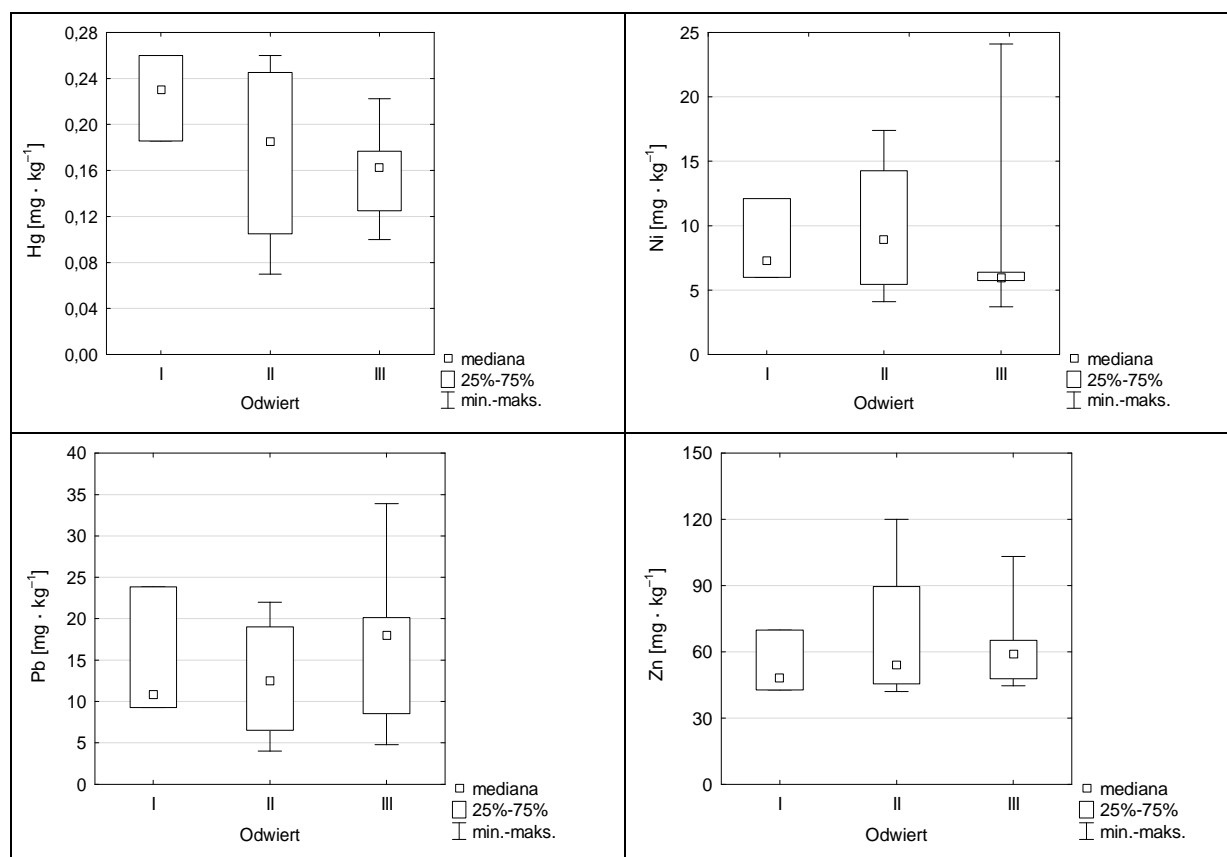 0,28
0,24
0,20
0,16
0,12
0,08
0,04
0,00
Hg [mg · kg⁻¹]
I II III
Odwiert
mediana
25%-75%
min.-maks.
25
20
15
10
5
0
Ni [mg · kg⁻¹]
I II III
Odwiert
mediana
25%-75%
min.-maks.
40
35
30
25
20
15
10
5
0
Pb [mg · kg⁻¹]
I II III
Odwiert
mediana
25%-75%
min.-maks.
150
120
90
60
30
0
Zn [mg · kg⁻¹]
I II III
Odwiert
mediana
25%-75%
min.-maks.